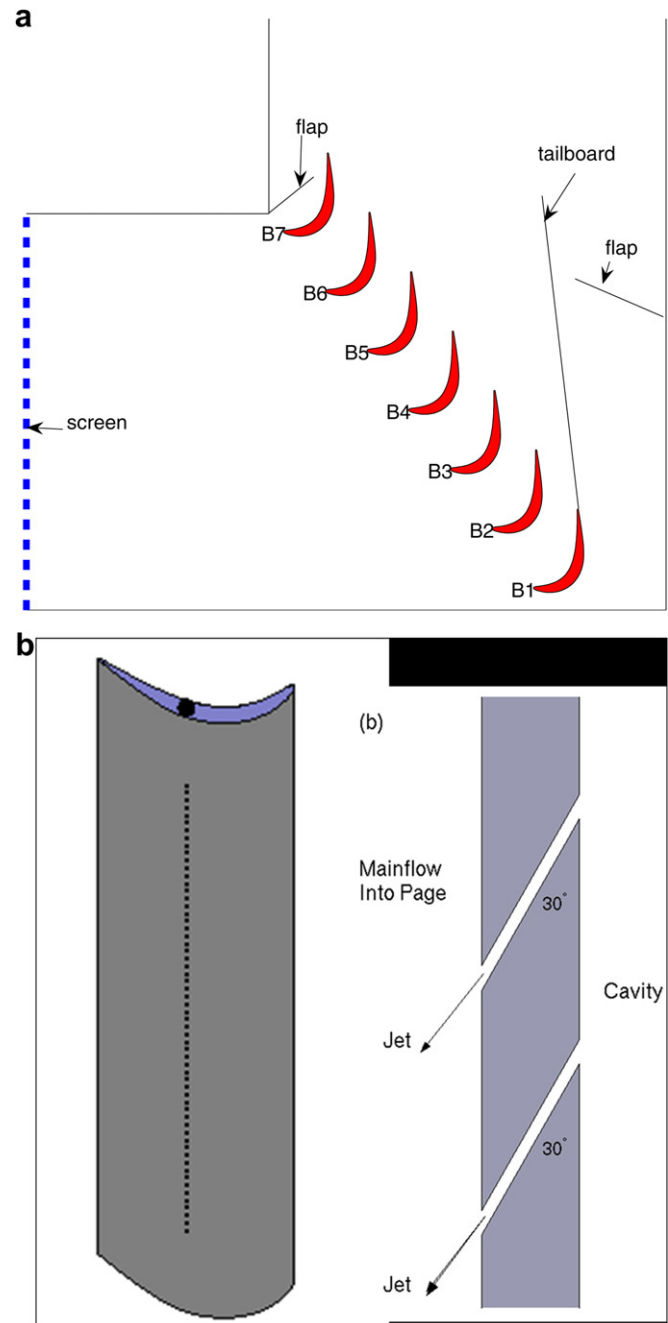 a
flap
tailboard
B7
flap
B6
B5
B4
screen
B3
B2
B1
b
(b)
Mainflow
Into Page
30°
Cavity
Jet
30°
Jet